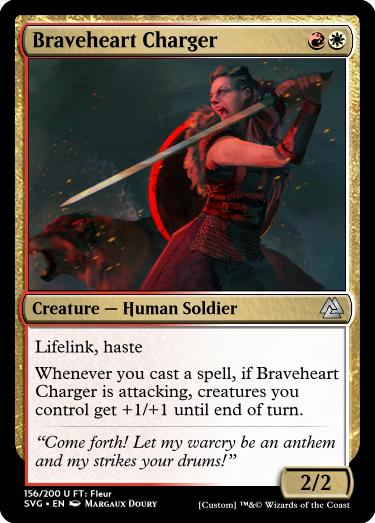 Braveheart Charger
Creature — Human Soldier
Lifelink, haste
Whenever you cast a spell, if Braveheart
Charger is attacking, creatures you
control get +1/+1 until end of turn.
“Come forth! Let my warcry be an anthem
and my strikes your drums!”
2/2
156/200 U FT: Fleur
SVG • EN Margaux Doury
[Custom] ™&© Wizards of the Coast